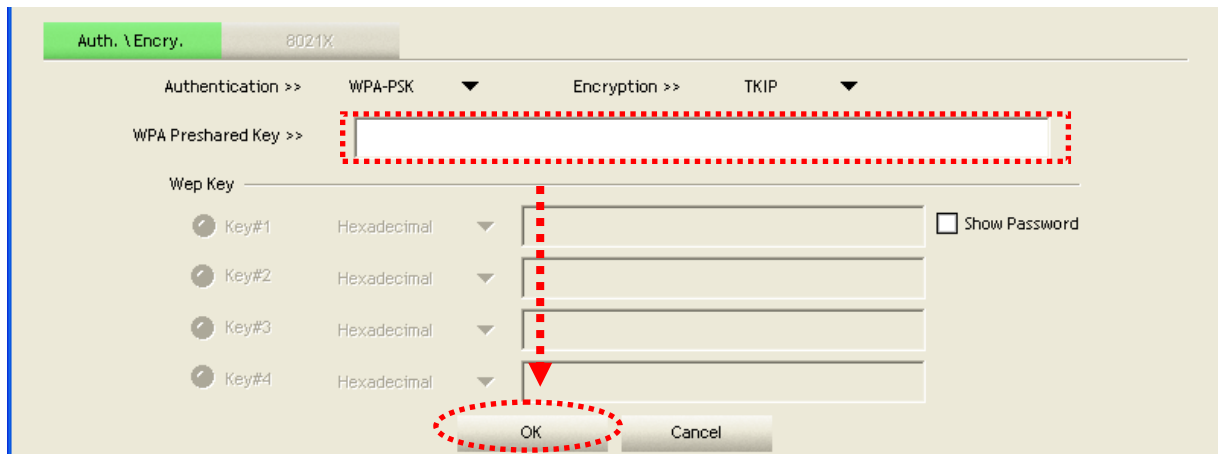 Auth. \ Encry. 8021X
Authentication >> WPA-PSK Encryption >> TKIP
WPA Preshared Key >>
Wep Key
Key#1 Hexadecimal Show Password
Key#2 Hexadecimal
Key#3 Hexadecimal
Key#4 Hexadecimal
OK Cancel